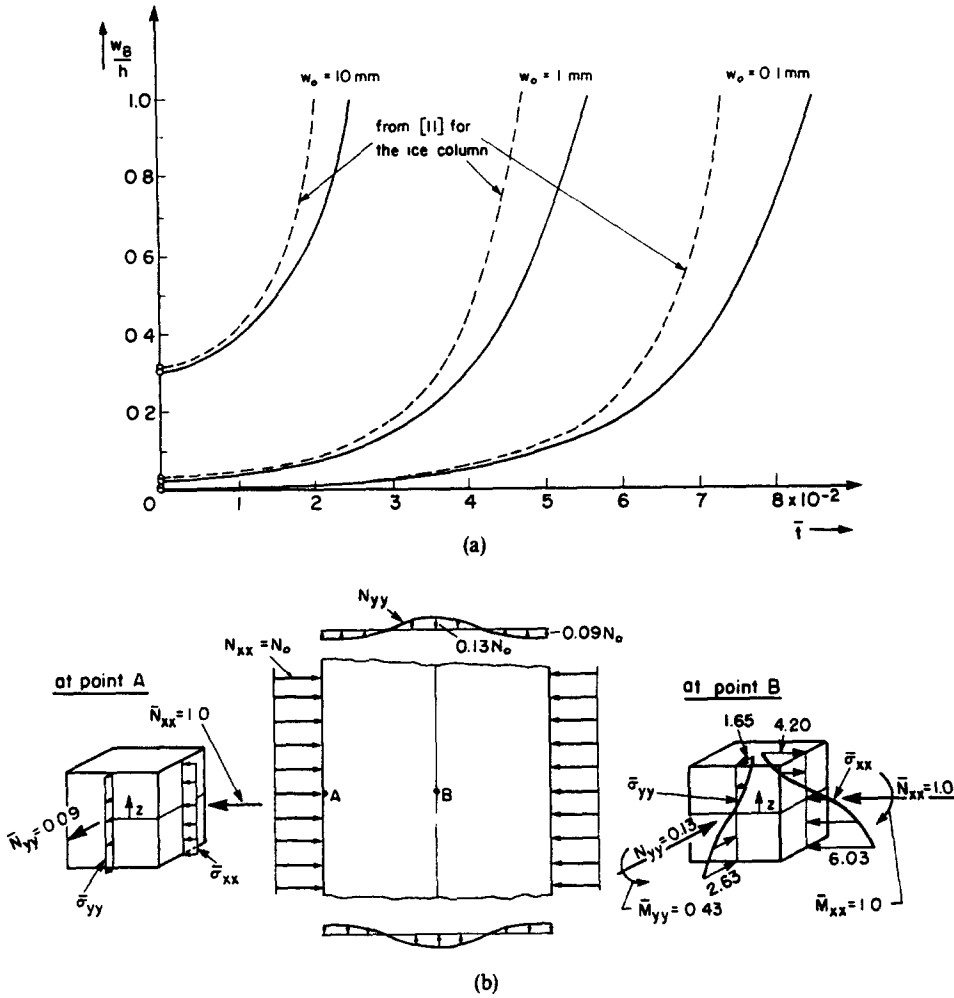 w_B
h
w_o = 10 mm
w_o = 1 mm
w_o = 0 1 mm
from [11] for
the ice column
1.0
0 8
0 6
0 4
0 2
0
1
2
3
4
5
6
7
8 x 10⁻²
t̄
(a)
N_yy
0.13N_o
-0.09N_o
N_xx = N_o
at point A
N̄_xx = 1 0
z
N̄_yy = 0.09
σ̄_xx
σ̄_yy
A
B
at point B
1.65
4.20
σ̄_yy
σ̄_xx
z
N̄_xx = 1.0
N_yy = 0.13
2.63
6.03
M̄_yy = 0 43
M̄_xx = 1 0
(b)